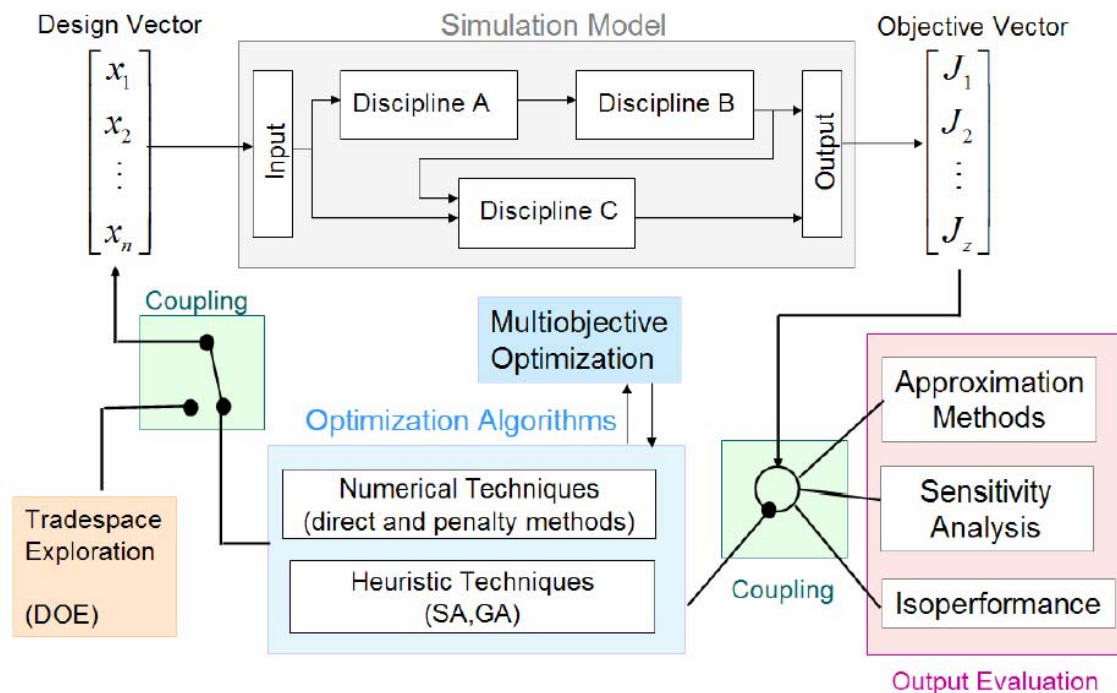 Design Vector
Simulation Model
Objective Vector
x1
x2
⋮
xn
Input
Discipline A
Discipline B
Discipline C
Output
J1
J2
⋮
Jz
Coupling
Multiobjective
Optimization
Optimization Algorithms
Numerical Techniques
(direct and penalty methods)
Heuristic Techniques
(SA,GA)
Tradespace
Exploration
(DOE)
Coupling
Approximation
Methods
Sensitivity
Analysis
Isoperformance
Output Evaluation